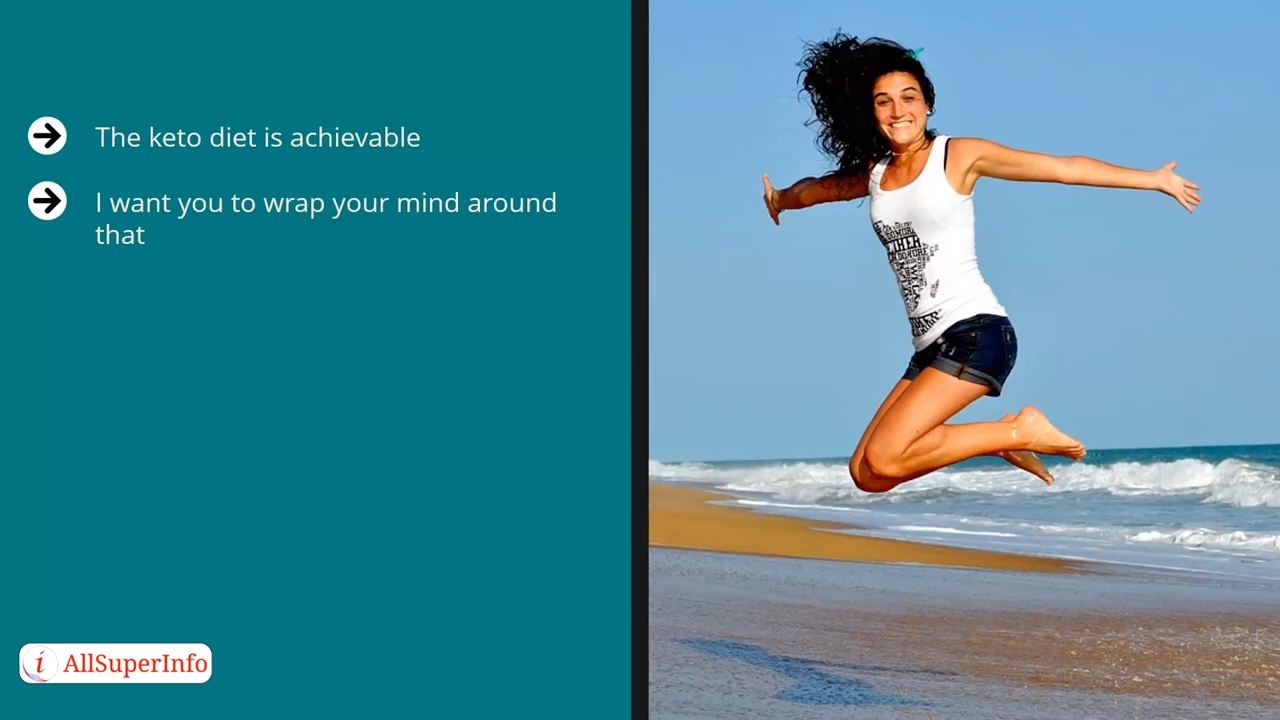 The keto diet is achievable
I want you to wrap your mind around
that
i AllSuperInfo